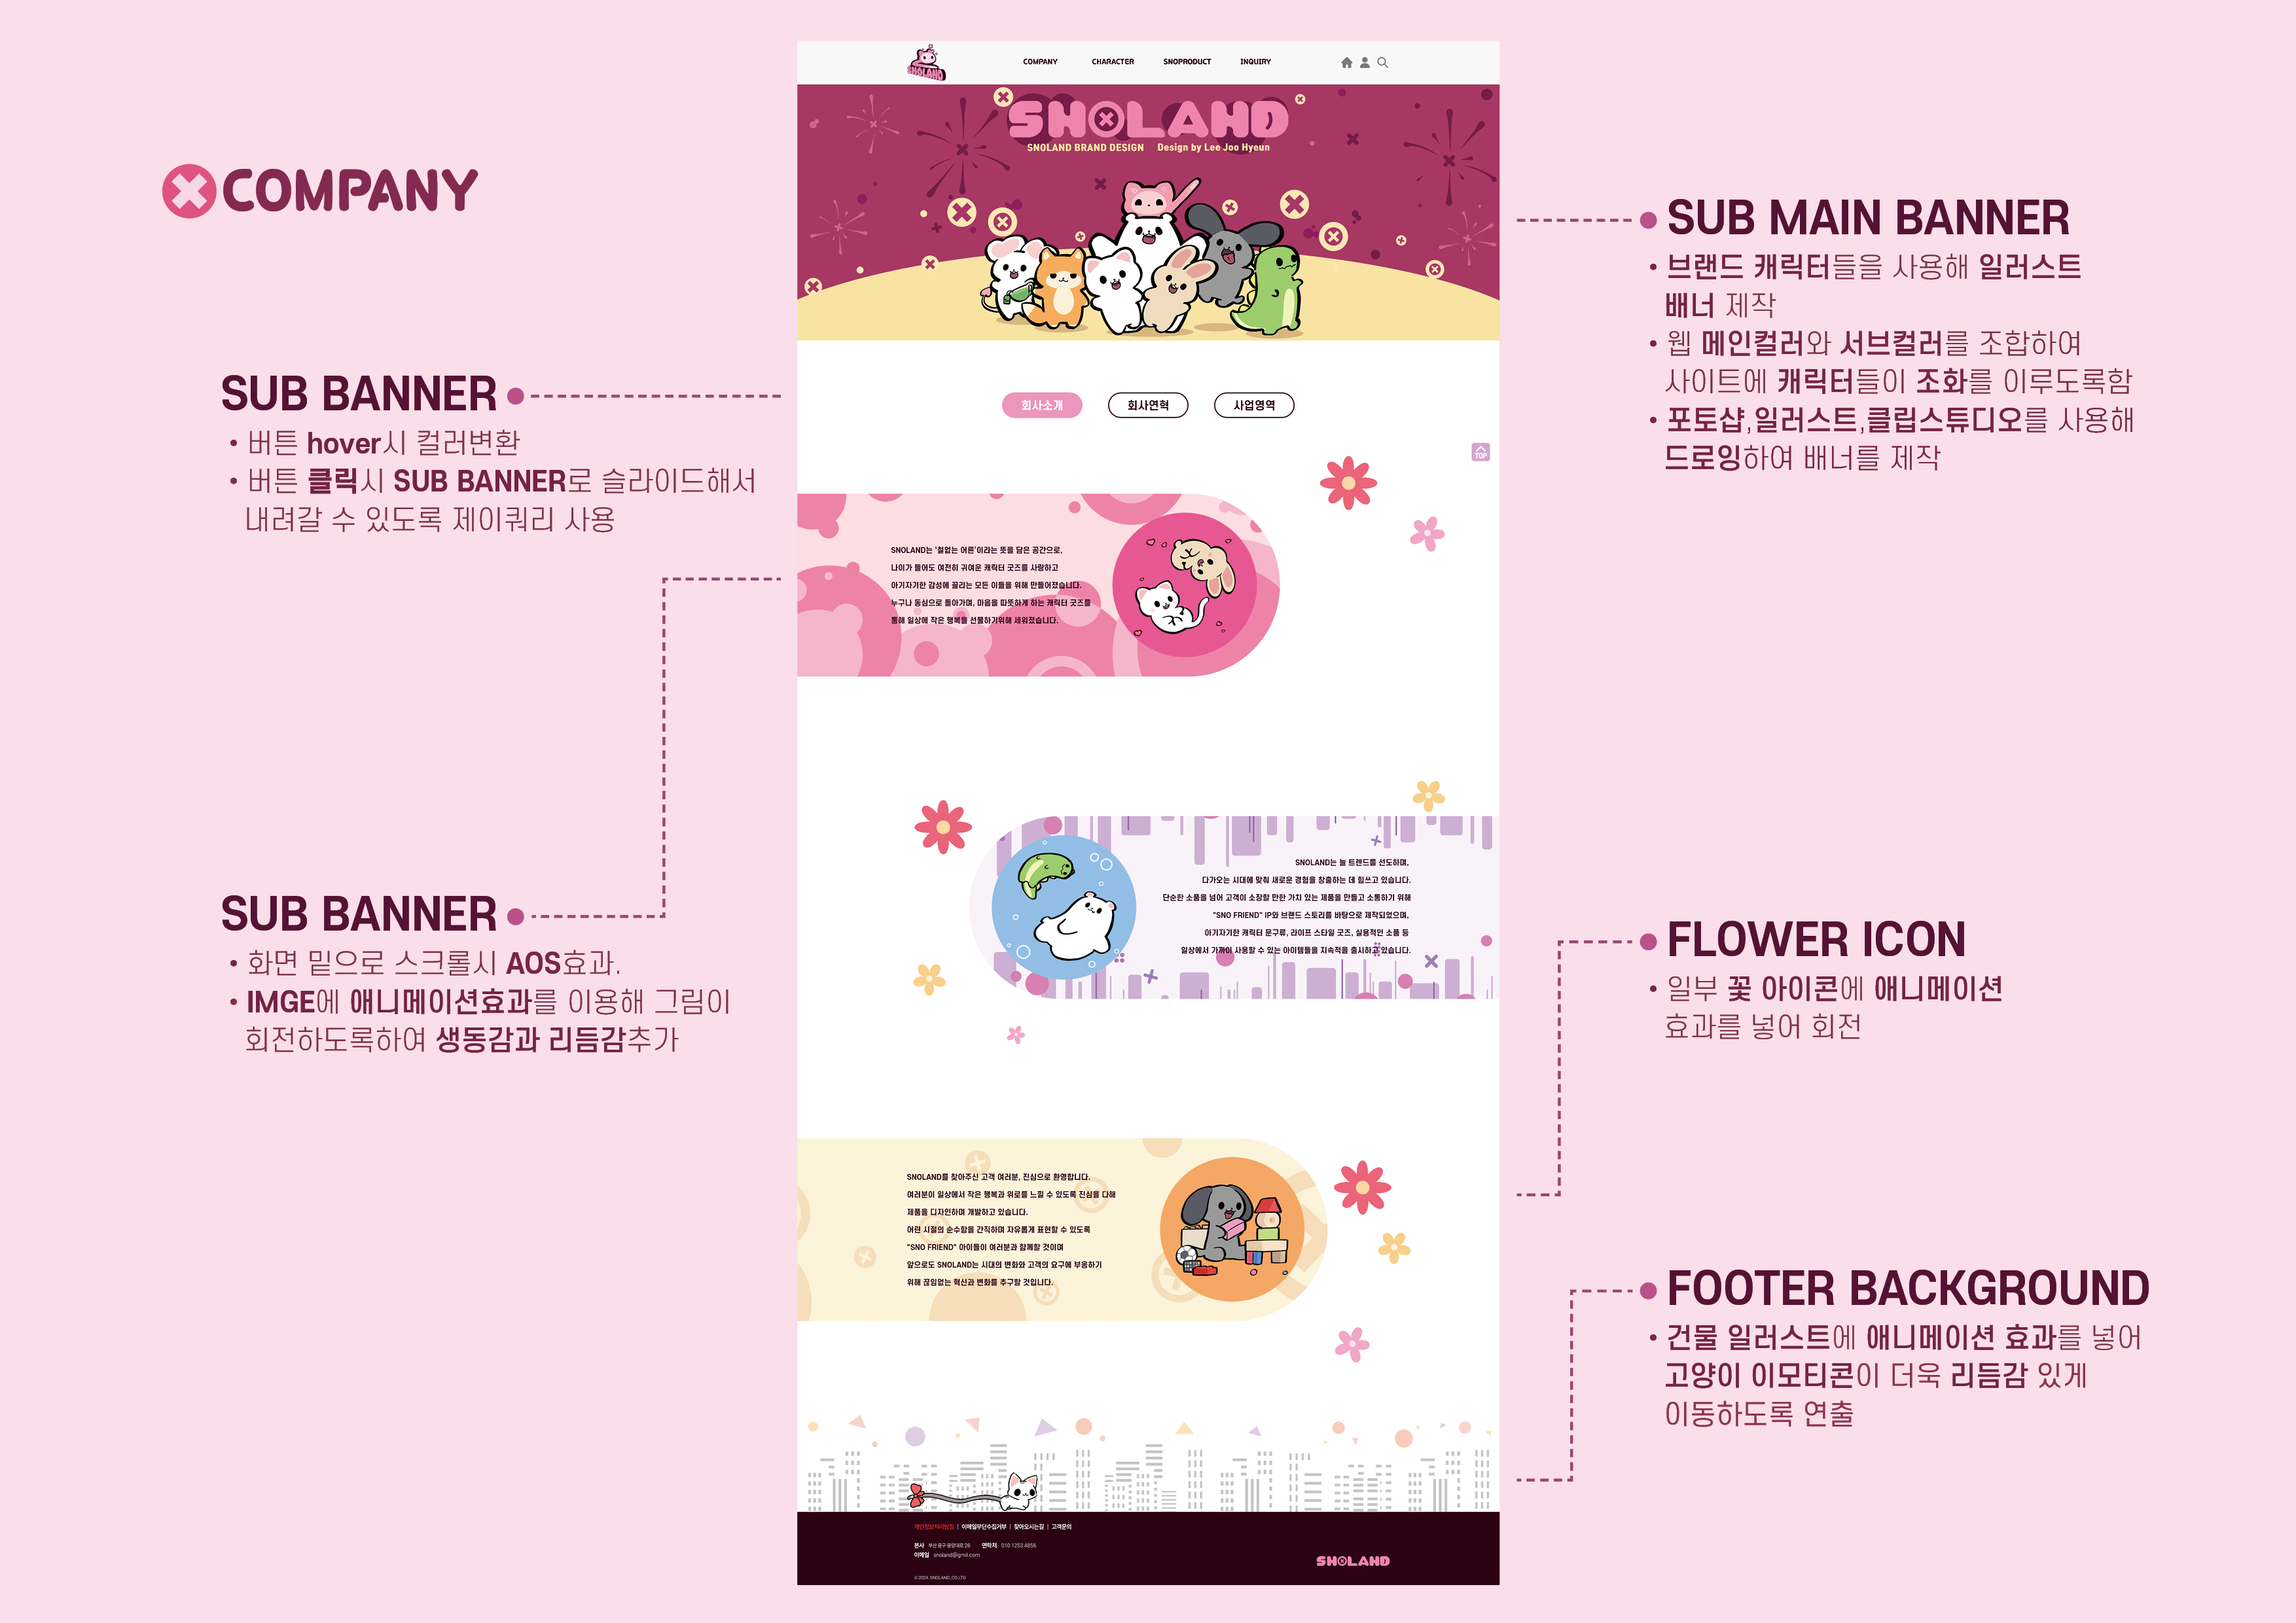 COMPANY
SUB BANNER
• 버튼 hover시 컬러변환
• 버튼 클릭시 SUB BANNER로 슬라이드해서
내려갈 수 있도록 제이쿼리 사용
SUB BANNER
• 화면 밑으로 스크롤시 AOS효과.
• IMGE에 애니메이션효과를 이용해 그림이
회전하도록하여 생동감과 리듬감추가
SNOLAND
COMPANY CHARACTER SNOPRODUCT INQUIRY
SNOLAND
SNOLAND BRAND DESIGN Design by Lee Joo Hyeun
회사소개 회사연혁 사업영역
TOP
SNOLAND는 '철없는 어른'이라는 뜻을 담은 공간으로,
나이가 들어도 여전히 귀여운 캐릭터 굿즈를 사랑하고
아기자기한 감성에 끌리는 모든 이들을 위해 만들어졌습니다.
누구나 동심으로 돌아가며, 마음을 따뜻하게 하는 캐릭터 굿즈를
통해 일상에 작은 행복을 선물하기위해 세워졌습니다.
SNOLAND는 늘 트렌드를 선도하며,
다가오는 시대에 맞춰 새로운 경험을 창출하는 데 힘쓰고 있습니다.
단순한 소품을 넘어 고객이 소장할 만한 가치 있는 제품을 만들고 소통하기 위해
"SNO FRIEND" IP와 브랜드 스토리를 바탕으로 제작되었으며,
아기자기한 캐릭터 문구류, 라이프 스타일 굿즈, 실용적인 소품 등
일상에서 가까이 사용할 수 있는 아이템들을 지속적을 출시하고 있습니다.
SNOLAND를 찾아주신 고객 여러분, 진심으로 환영합니다.
여러분이 일상에서 작은 행복과 위로를 느낄 수 있도록 진심을 다해
제품을 디자인하며 개발하고 있습니다.
어린 시절의 순수함을 간직하며 자유롭게 표현할 수 있도록
"SNO FRIEND" 아이들이 여러분과 함께할 것이며
앞으로도 SNOLAND는 시대의 변화와 고객의 요구에 부응하기
위해 끊임없는 혁신과 변화를 추구할 것입니다.
개인정보처리방침 | 이메일무단수집거부 | 찾아오시는길 | 고객문의
본사 부산 중구 중앙대로 26 연락처 010 1253 4856
이메일 snoland@gmil.com
© 2024. SNOLAND.,CO.LTD
SNOLAND
SUB MAIN BANNER
• 브랜드 캐릭터들을 사용해 일러스트
배너 제작
• 웹 메인컬러와 서브컬러를 조합하여
사이트에 캐릭터들이 조화를 이루도록함
• 포토샵,일러스트,클립스튜디오를 사용해
드로잉하여 배너를 제작
FLOWER ICON
• 일부 꽃 아이콘에 애니메이션
효과를 넣어 회전
FOOTER BACKGROUND
• 건물 일러스트에 애니메이션 효과를 넣어
고양이 이모티콘이 더욱 리듬감 있게
이동하도록 연출